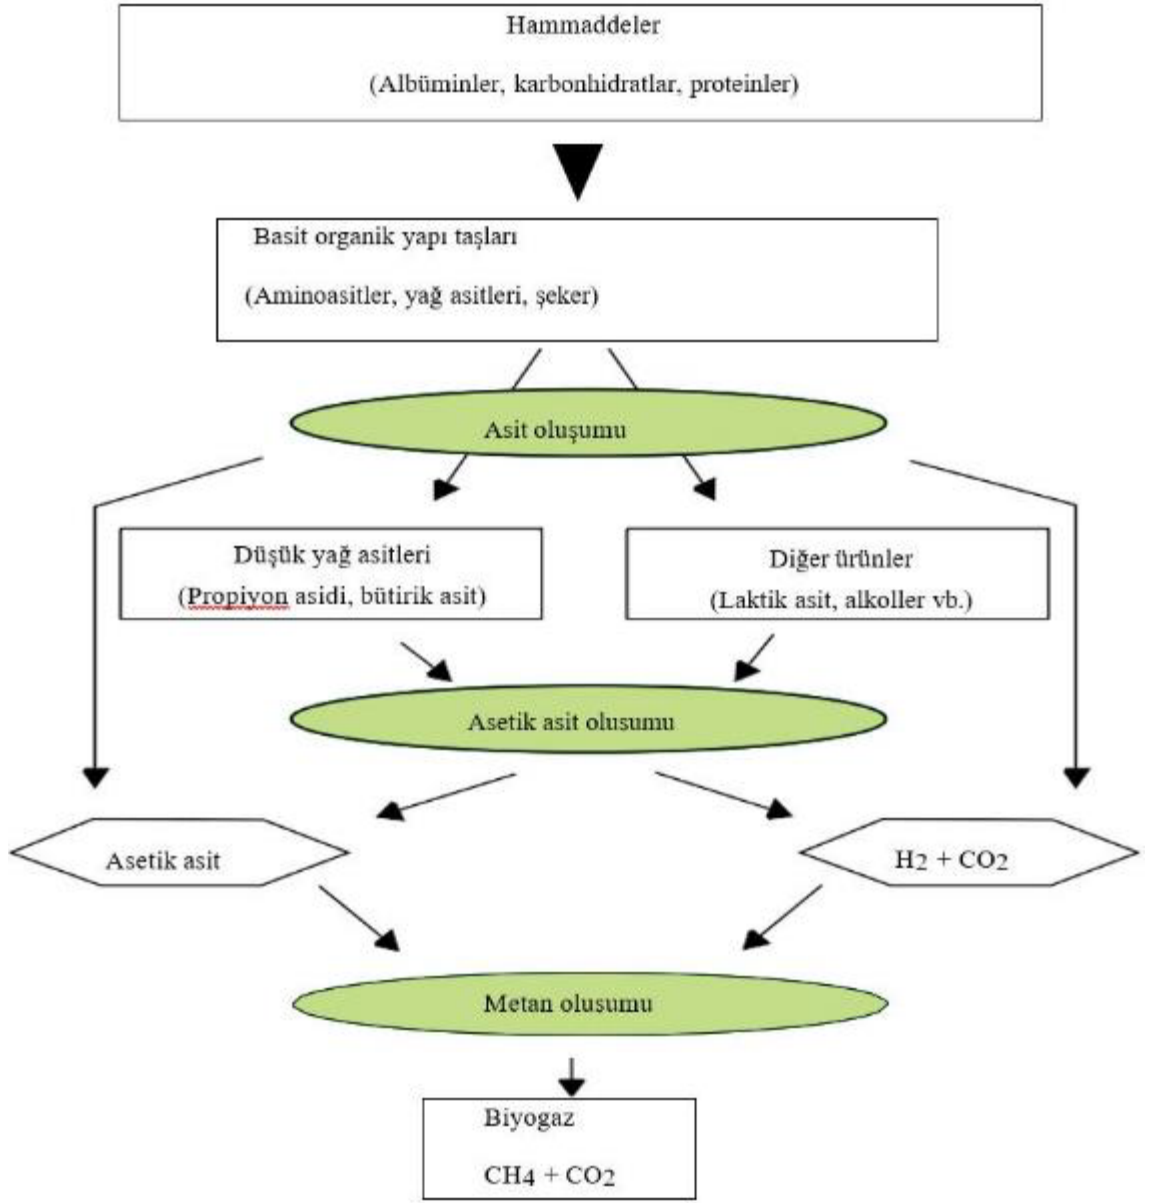 Hammaddeler
(Albüminler, karbonhidratlar, proteinler)
Basit organik yapı taşları
(Aminoasitler, yağ asitleri, şeker)
Asit oluşumu
Düşük yağ asitleri
(Propiyon asidi, bütirik asit)
Diğer ürünler
(Laktik asit, alkoller vb.)
Asetik asit olusumu
Asetik asit
H2 + CO2
Metan olusumu
Biyogaz
CH4 + CO2